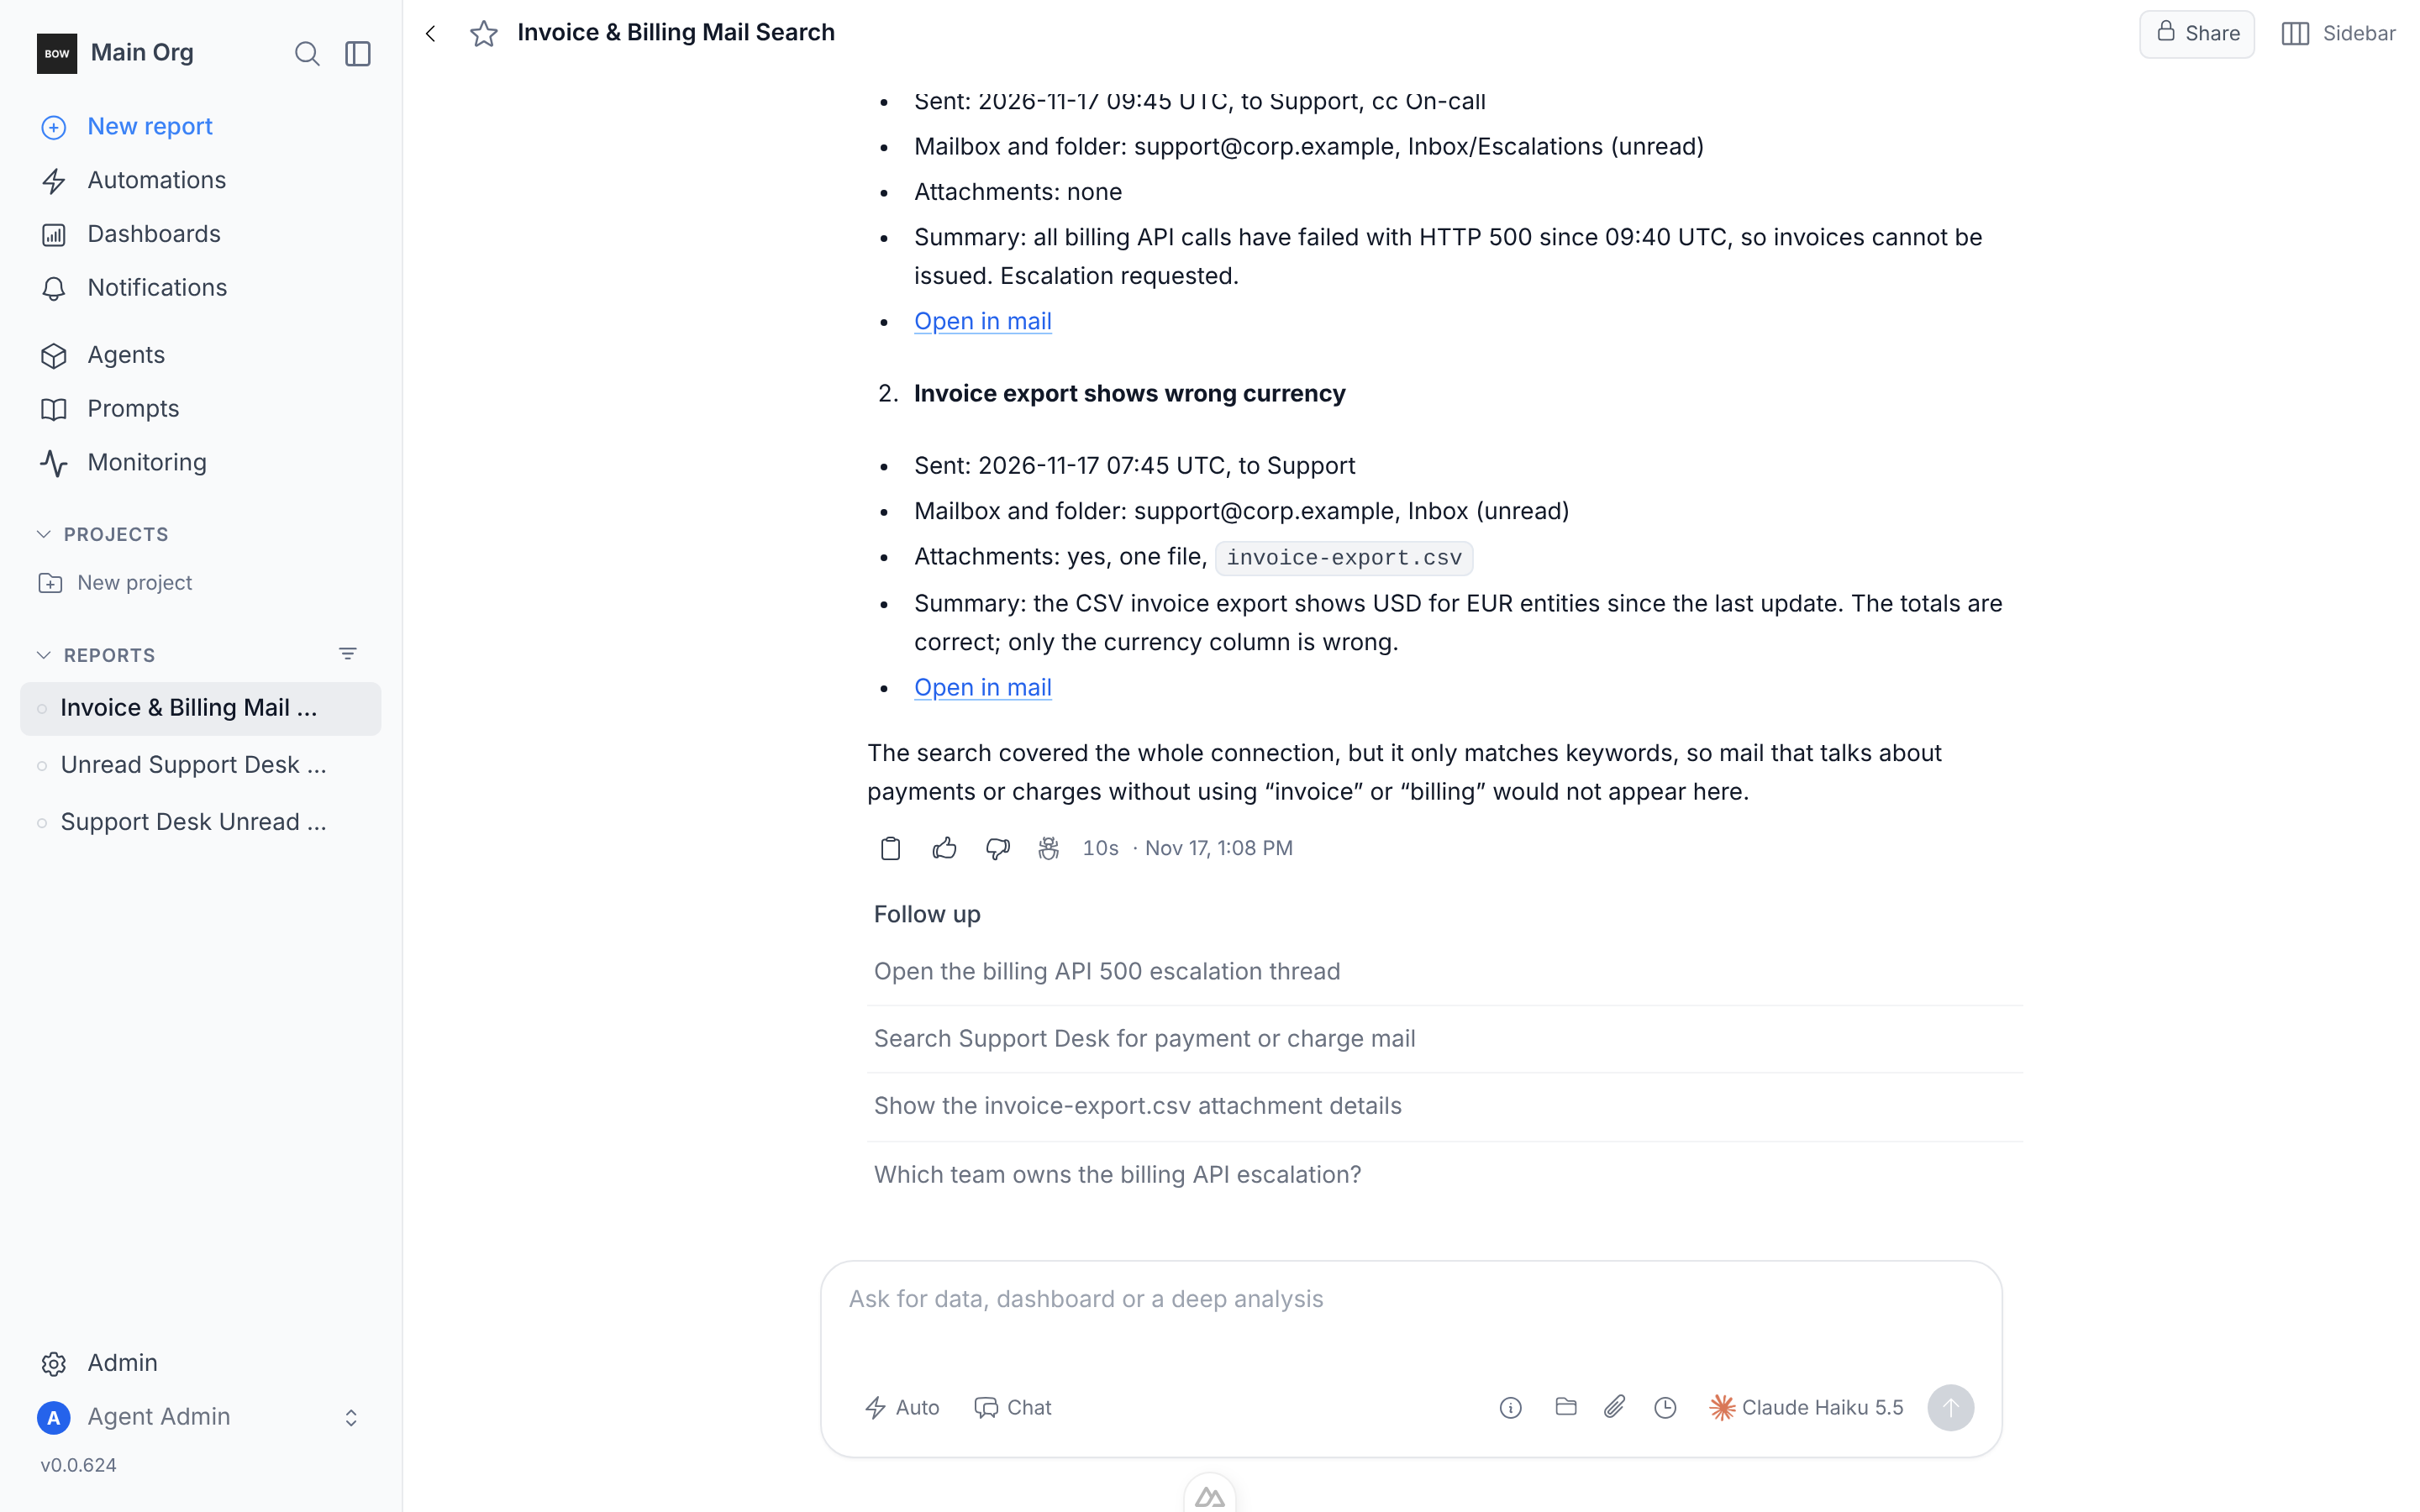 BOW
Main Org
New report
Automations
Dashboards
Notifications
Agents
Prompts
Monitoring
PROJECTS
New project
REPORTS
Invoice & Billing Mail ...
Unread Support Desk ...
Support Desk Unread ...
Admin
A
Agent Admin
v0.0.624
Invoice & Billing Mail Search
Share
Sidebar
Sent: 2026-11-17 09:45 UTC, to Support, cc On-call
Mailbox and folder: support@corp.example, Inbox/Escalations (unread)
Attachments: none
Summary: all billing API calls have failed with HTTP 500 since 09:40 UTC, so invoices cannot be
issued. Escalation requested.
Open in mail
2. Invoice export shows wrong currency
Sent: 2026-11-17 07:45 UTC, to Support
Mailbox and folder: support@corp.example, Inbox (unread)
Attachments: yes, one file, invoice-export.csv
Summary: the CSV invoice export shows USD for EUR entities since the last update. The totals are
correct; only the currency column is wrong.
Open in mail
The search covered the whole connection, but it only matches keywords, so mail that talks about
payments or charges without using “invoice” or “billing” would not appear here.
10s · Nov 17, 1:08 PM
Follow up
Open the billing API 500 escalation thread
Search Support Desk for payment or charge mail
Show the invoice-export.csv attachment details
Which team owns the billing API escalation?
Ask for data, dashboard or a deep analysis
Auto
Chat
Claude Haiku 5.5